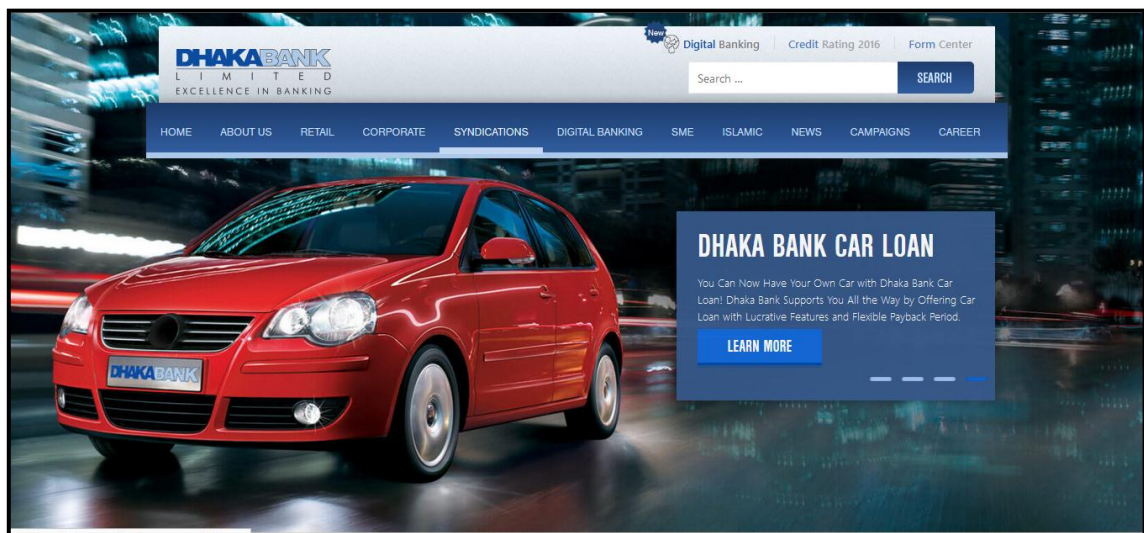 New
Digital Banking
Credit Rating 2016
Form Center
DHAKABANK
LIMITED
EXCELLENCE IN BANKING
Search ...
SEARCH
HOME
ABOUT US
RETAIL
CORPORATE
SYNDICATIONS
DIGITAL BANKING
SME
ISLAMIC
NEWS
CAMPAIGNS
CAREER
DHAKA BANK CAR LOAN
You Can Now Have Your Own Car with Dhaka Bank Car
Loan! Dhaka Bank Supports You All the Way by Offering Car
Loan with Lucrative Features and Flexible Payback Period.
LEARN MORE
DHAKABANK